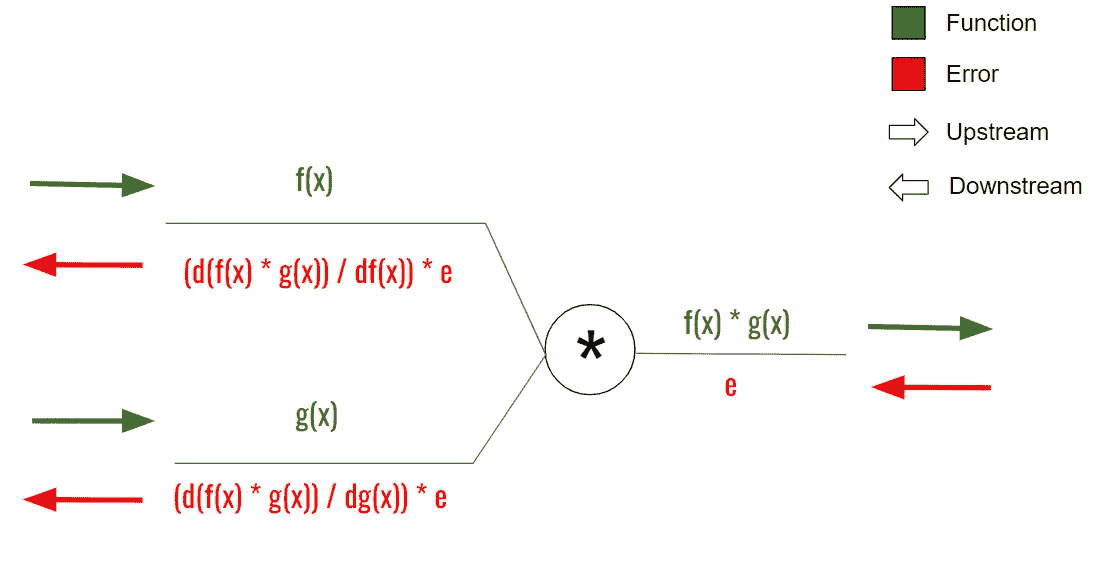 Function
Error
Upstream
Downstream
f(x)
(d(f(x) * g(x)) / df(x)) * e
*
f(x) * g(x)
e
g(x)
(d(f(x) * g(x)) / dg(x)) * e